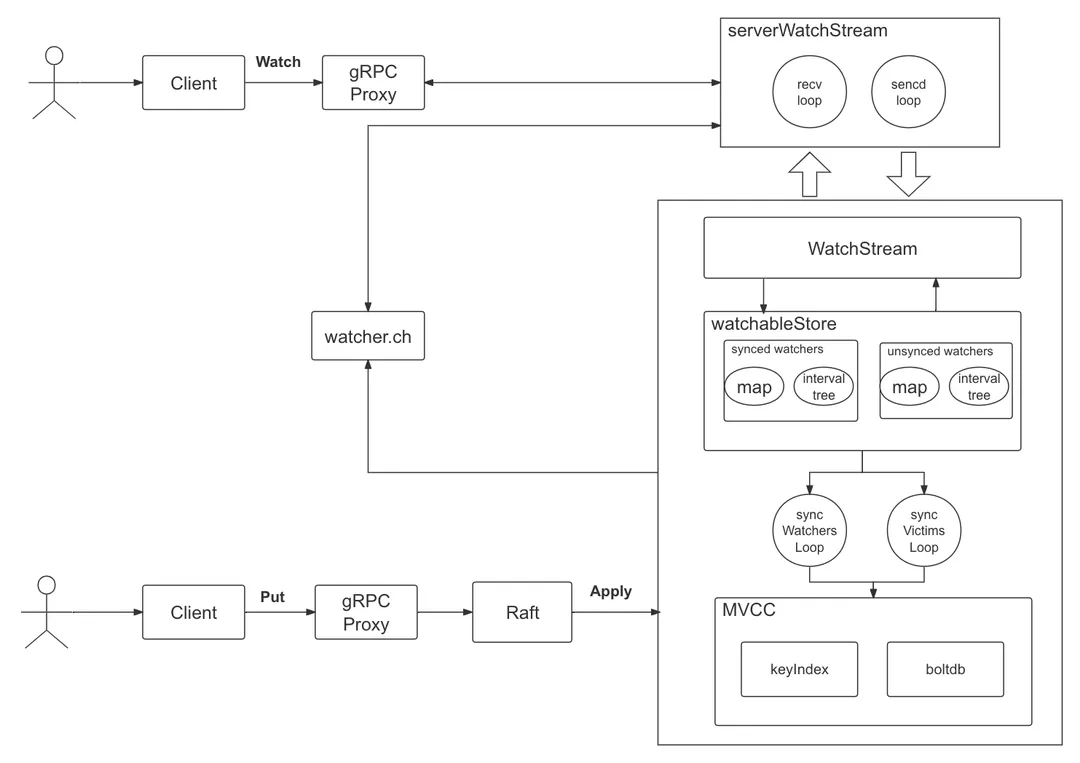 serverWatchStream
Watch
Client
gRPC
Proxy
recv
loop
sencd
loop
WatchStream
watcher.ch
watchableStore
synced watchers
map
interval
tree
unsynced watchers
map
interval
tree
sync
Watchers
Loop
sync
Victims
Loop
Client
Put
gRPC
Proxy
Raft
Apply
MVCC
keyIndex
boltdb